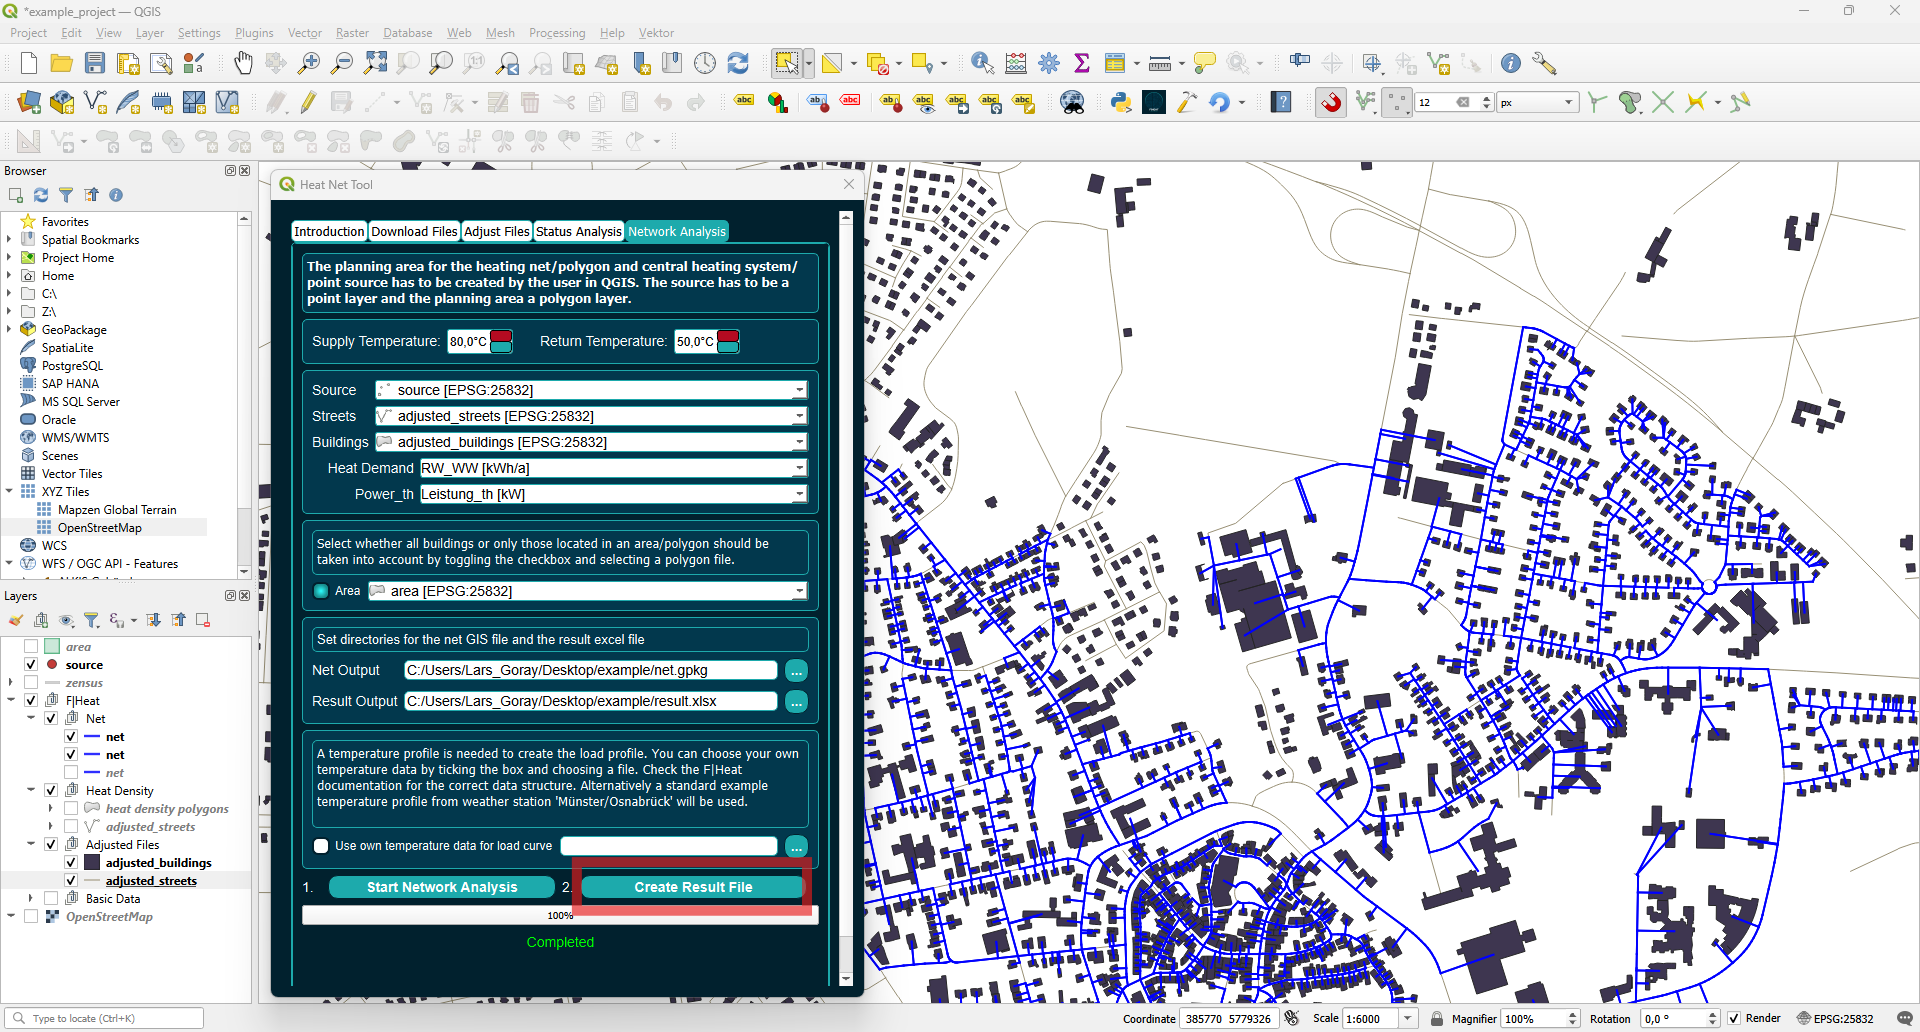 *example_project — QGIS
Project Edit View Layer Settings Plugins Vector Raster Database Web Mesh Processing Help Vektor
12 px
Browser
Favorites
Spatial Bookmarks
Project Home
Home
C:\
Z:\
GeoPackage
SpatiaLite
PostgreSQL
SAP HANA
MS SQL Server
Oracle
WMS/WMTS
Scenes
Vector Tiles
XYZ Tiles
Mapzen Global Terrain
OpenStreetMap
WCS
WFS / OGC API - Features
Layers
area
source
zensus
F|Heat
Net
net
net
net
Heat Density
heat density polygons
adjusted_streets
Adjusted Files
adjusted_buildings
adjusted_streets
Basic Data
OpenStreetMap
Heat Net Tool
Introduction Download Files Adjust Files Status Analysis Network Analysis
The planning area for the heating net/polygon and central heating system/
point source has to be created by the user in QGIS. The source has to be a
point layer and the planning area a polygon layer.
Supply Temperature: 80,0°C Return Temperature: 50,0°C
Source source [EPSG:25832]
Streets adjusted_streets [EPSG:25832]
Buildings adjusted_buildings [EPSG:25832]
Heat Demand RW_WW [kWh/a]
Power_th Leistung_th [kW]
Select whether all buildings or only those located in an area/polygon should be
taken into account by toggling the checkbox and selecting a polygon file.
Area area [EPSG:25832]
Set directories for the net GIS file and the result excel file
Net Output C:/Users/Lars_Goray/Desktop/example/net.gpkg ...
Result Output C:/Users/Lars_Goray/Desktop/example/result.xlsx ...
A temperature profile is needed to create the load profile. You can choose your own
temperature data by ticking the box and choosing a file. Check the F|Heat
documentation for the correct data structure. Alternatively a standard example
temperature profile from weather station 'Münster/Osnabrück' will be used.
Use own temperature data for load curve ...
1. Start Network Analysis 2. Create Result File
100%
Completed
Type to locate (Ctrl+K) Coordinate 385770 5779326 Scale 1:6000 Magnifier 100% Rotation 0,0 ° Render EPSG:25832